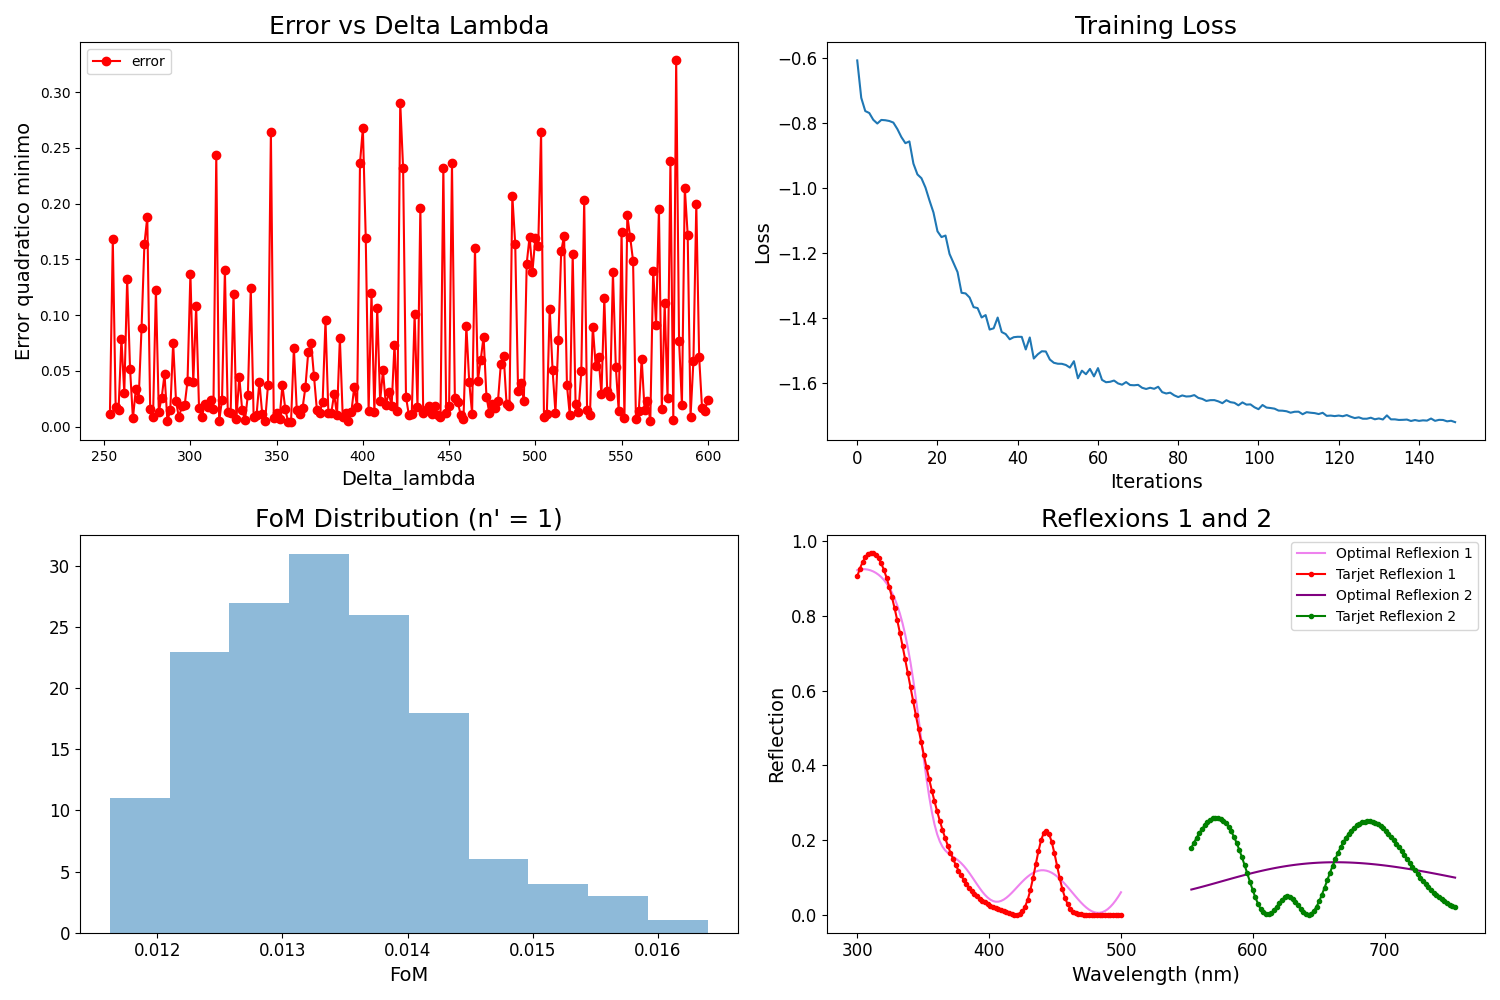 Error vs Delta Lambda
error
Error quadratico minimo
0.30
0.25
0.20
0.15
0.10
0.05
0.00
250 300 350 400 450 500 550 600
Delta_lambda
Training Loss
Loss
−0.6
−0.8
−1.0
−1.2
−1.4
−1.6
0 20 40 60 80 100 120 140
Iterations
FoM Distribution (n' = 1)
30
25
20
15
10
5
0
0.012 0.013 0.014 0.015 0.016
FoM
Reflexions 1 and 2
Optimal Reflexion 1
Tarjet Reflexion 1
Optimal Reflexion 2
Tarjet Reflexion 2
Reflection
1.0
0.8
0.6
0.4
0.2
0.0
300 400 500 600 700
Wavelength (nm)